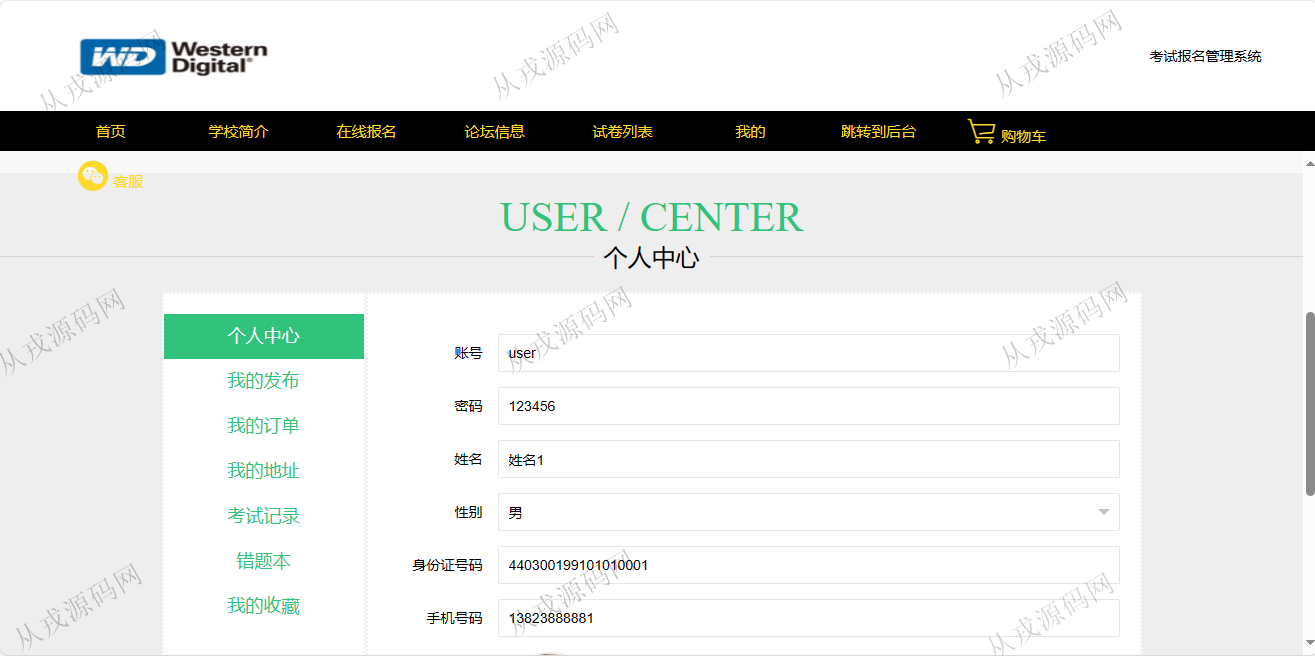 WD Western Digital®
考试报名管理系统
首页 学校简介 在线报名 论坛信息 试卷列表 我的 跳转到后台 购物车
客服
USER / CENTER
个人中心
个人中心
我的发布
我的订单
我的地址
考试记录
错题本
我的收藏
账号 user
密码 123456
姓名 姓名1
性别 男
身份证号码 440300199101010001
手机号码 13823888881
从戎源码网
从戎源码网
从戎源码网
从戎源码网
从戎源码网
从戎源码网
从戎源码网
从戎源码网
从戎源码网